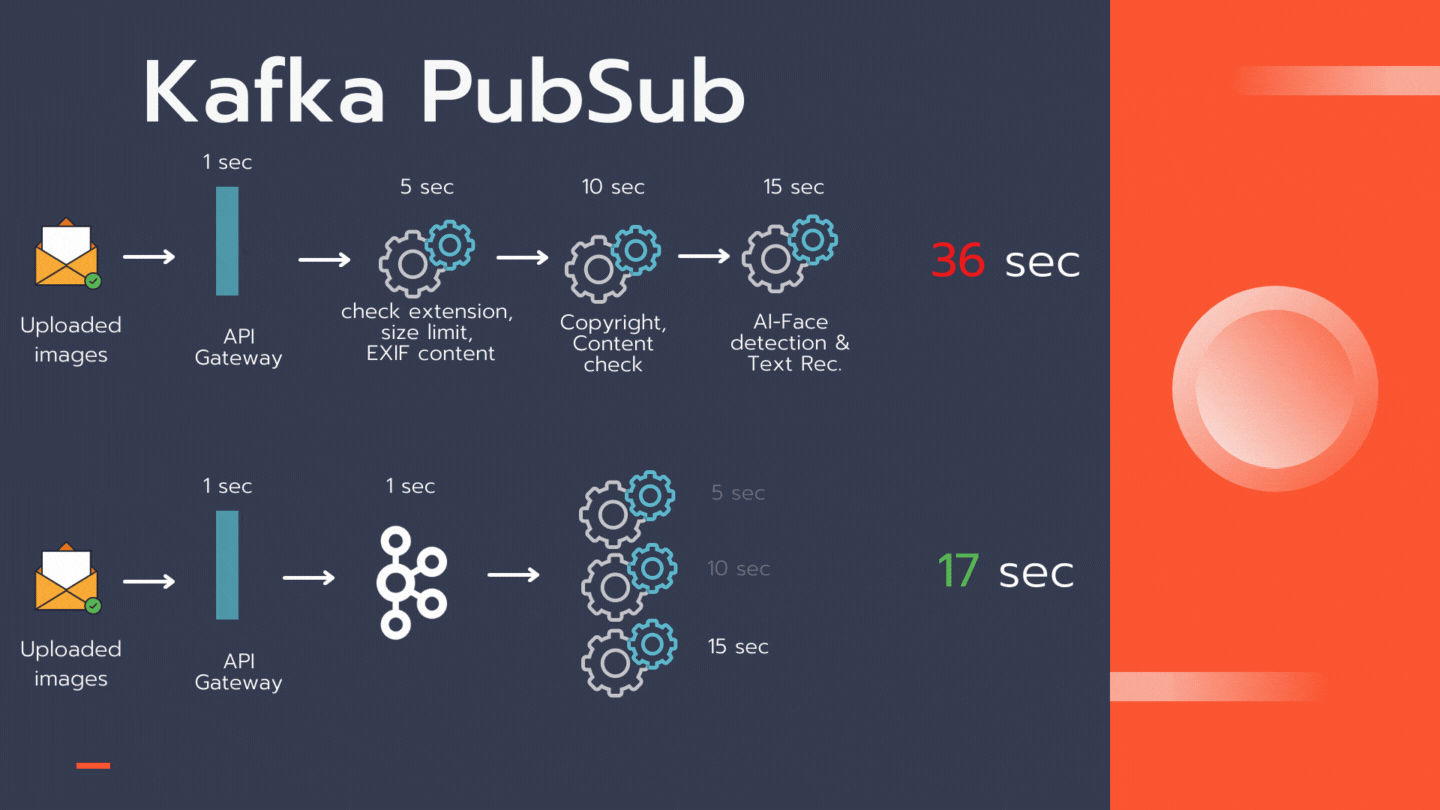 Kafka PubSub
1 sec
5 sec
10 sec
15 sec
36 sec
Uploaded
images
API
Gateway
check extension,
size limit,
EXIF content
Copyright,
Content
check
AI-Face
detection &
Text Rec.
1 sec
1 sec
5 sec
10 sec
15 sec
17 sec
Uploaded
images
API
Gateway